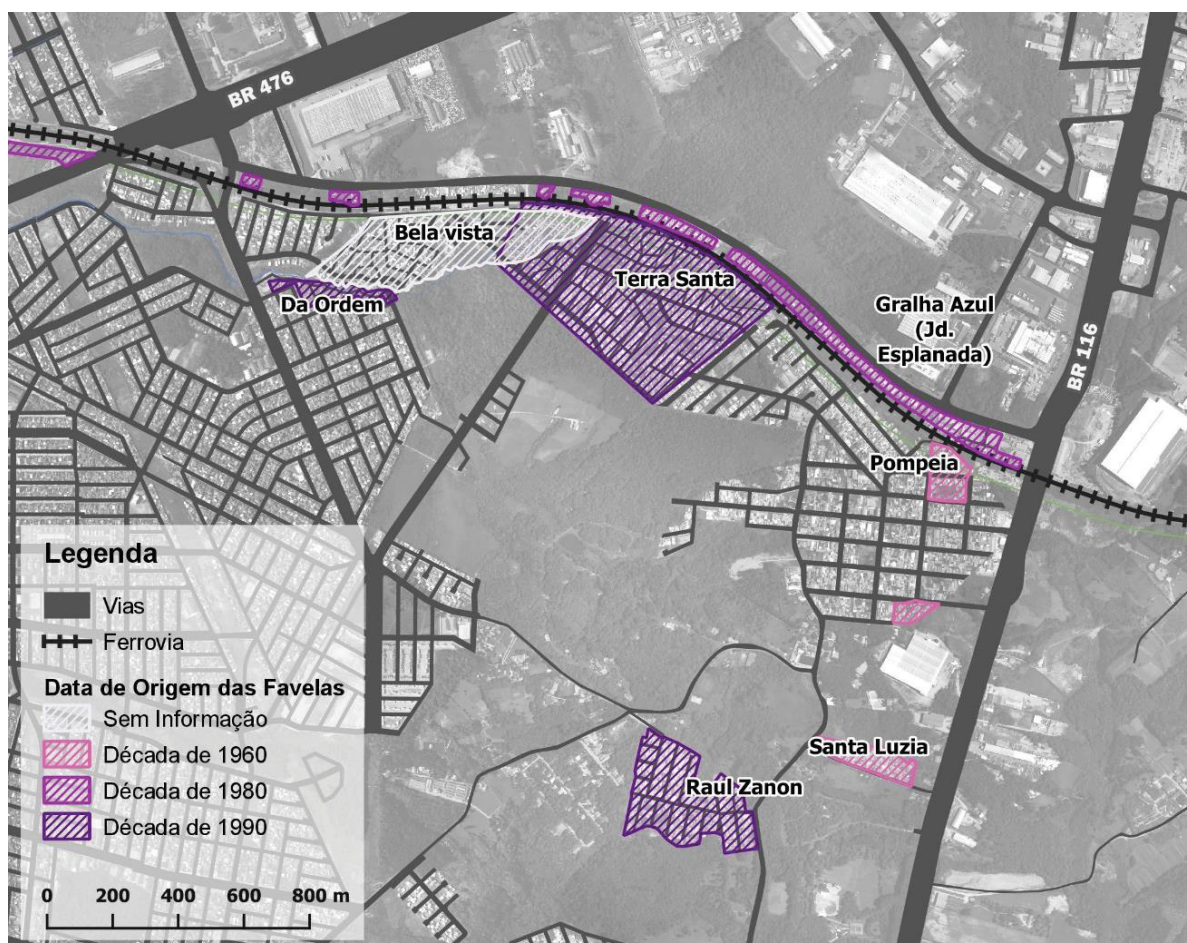 BR 476
Bela vista
Da Ordem
Terra Santa
Gralha Azul
(Jd.
Esplanada)
BR 116
Pompeia
Santa Luzia
Raul Zanon
Legenda
Vias
Ferrovia
Data de Origem das Favelas
Sem Informação
Década de 1960
Década de 1980
Década de 1990
0 200 400 600 800 m